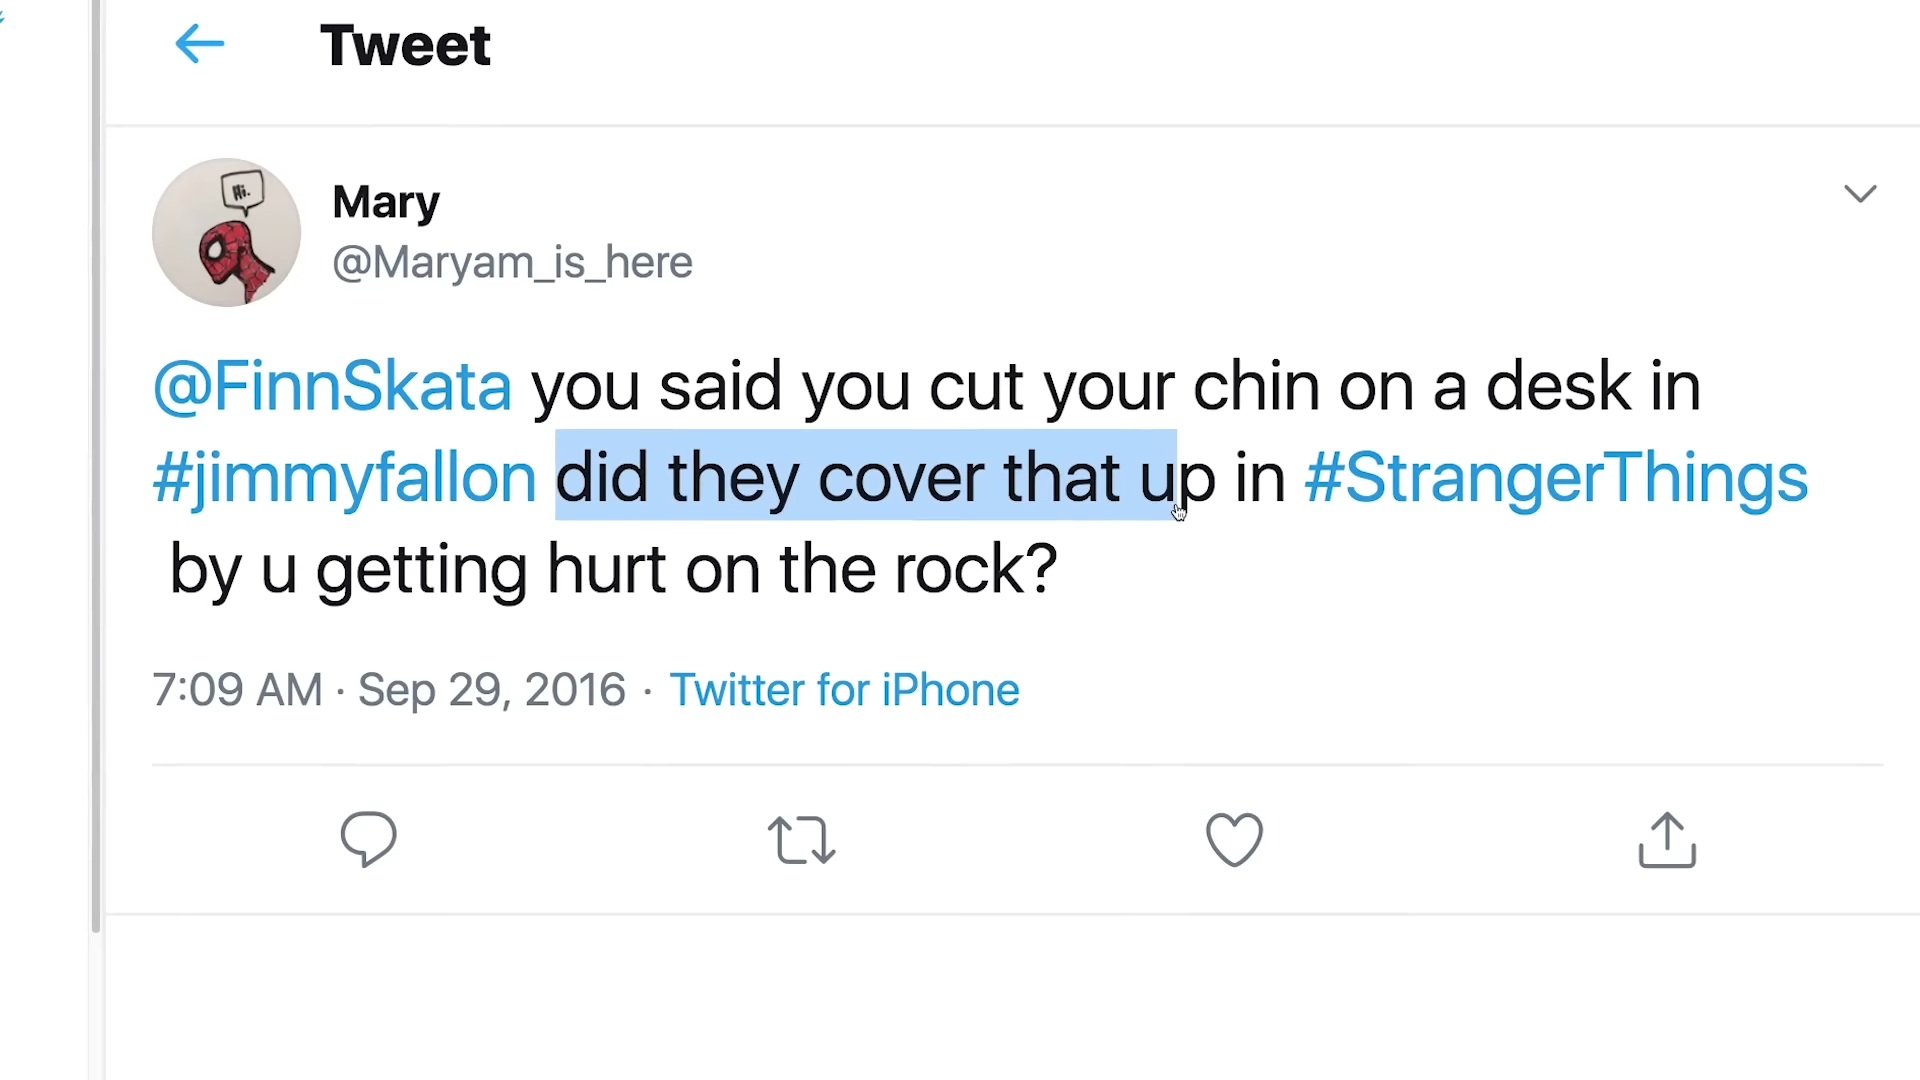 Tweet
Hi.
Mary
@Maryam_is_here
@FinnSkata you said you cut your chin on a desk in
#jimmyfallon did they cover that up in #StrangerThings
by u getting hurt on the rock?
7:09 AM · Sep 29, 2016 · Twitter for iPhone